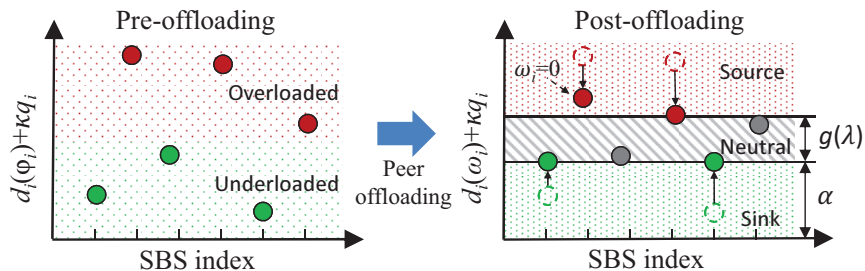 Pre-offloading
d_i(φ_i)+κq_i
Overloaded
Underloaded
SBS index
Peer
offloading
Post-offloading
d_i(ω_i)+κq_i
ω_i=0
Source
Neutral
Sink
g(λ)
α
SBS index